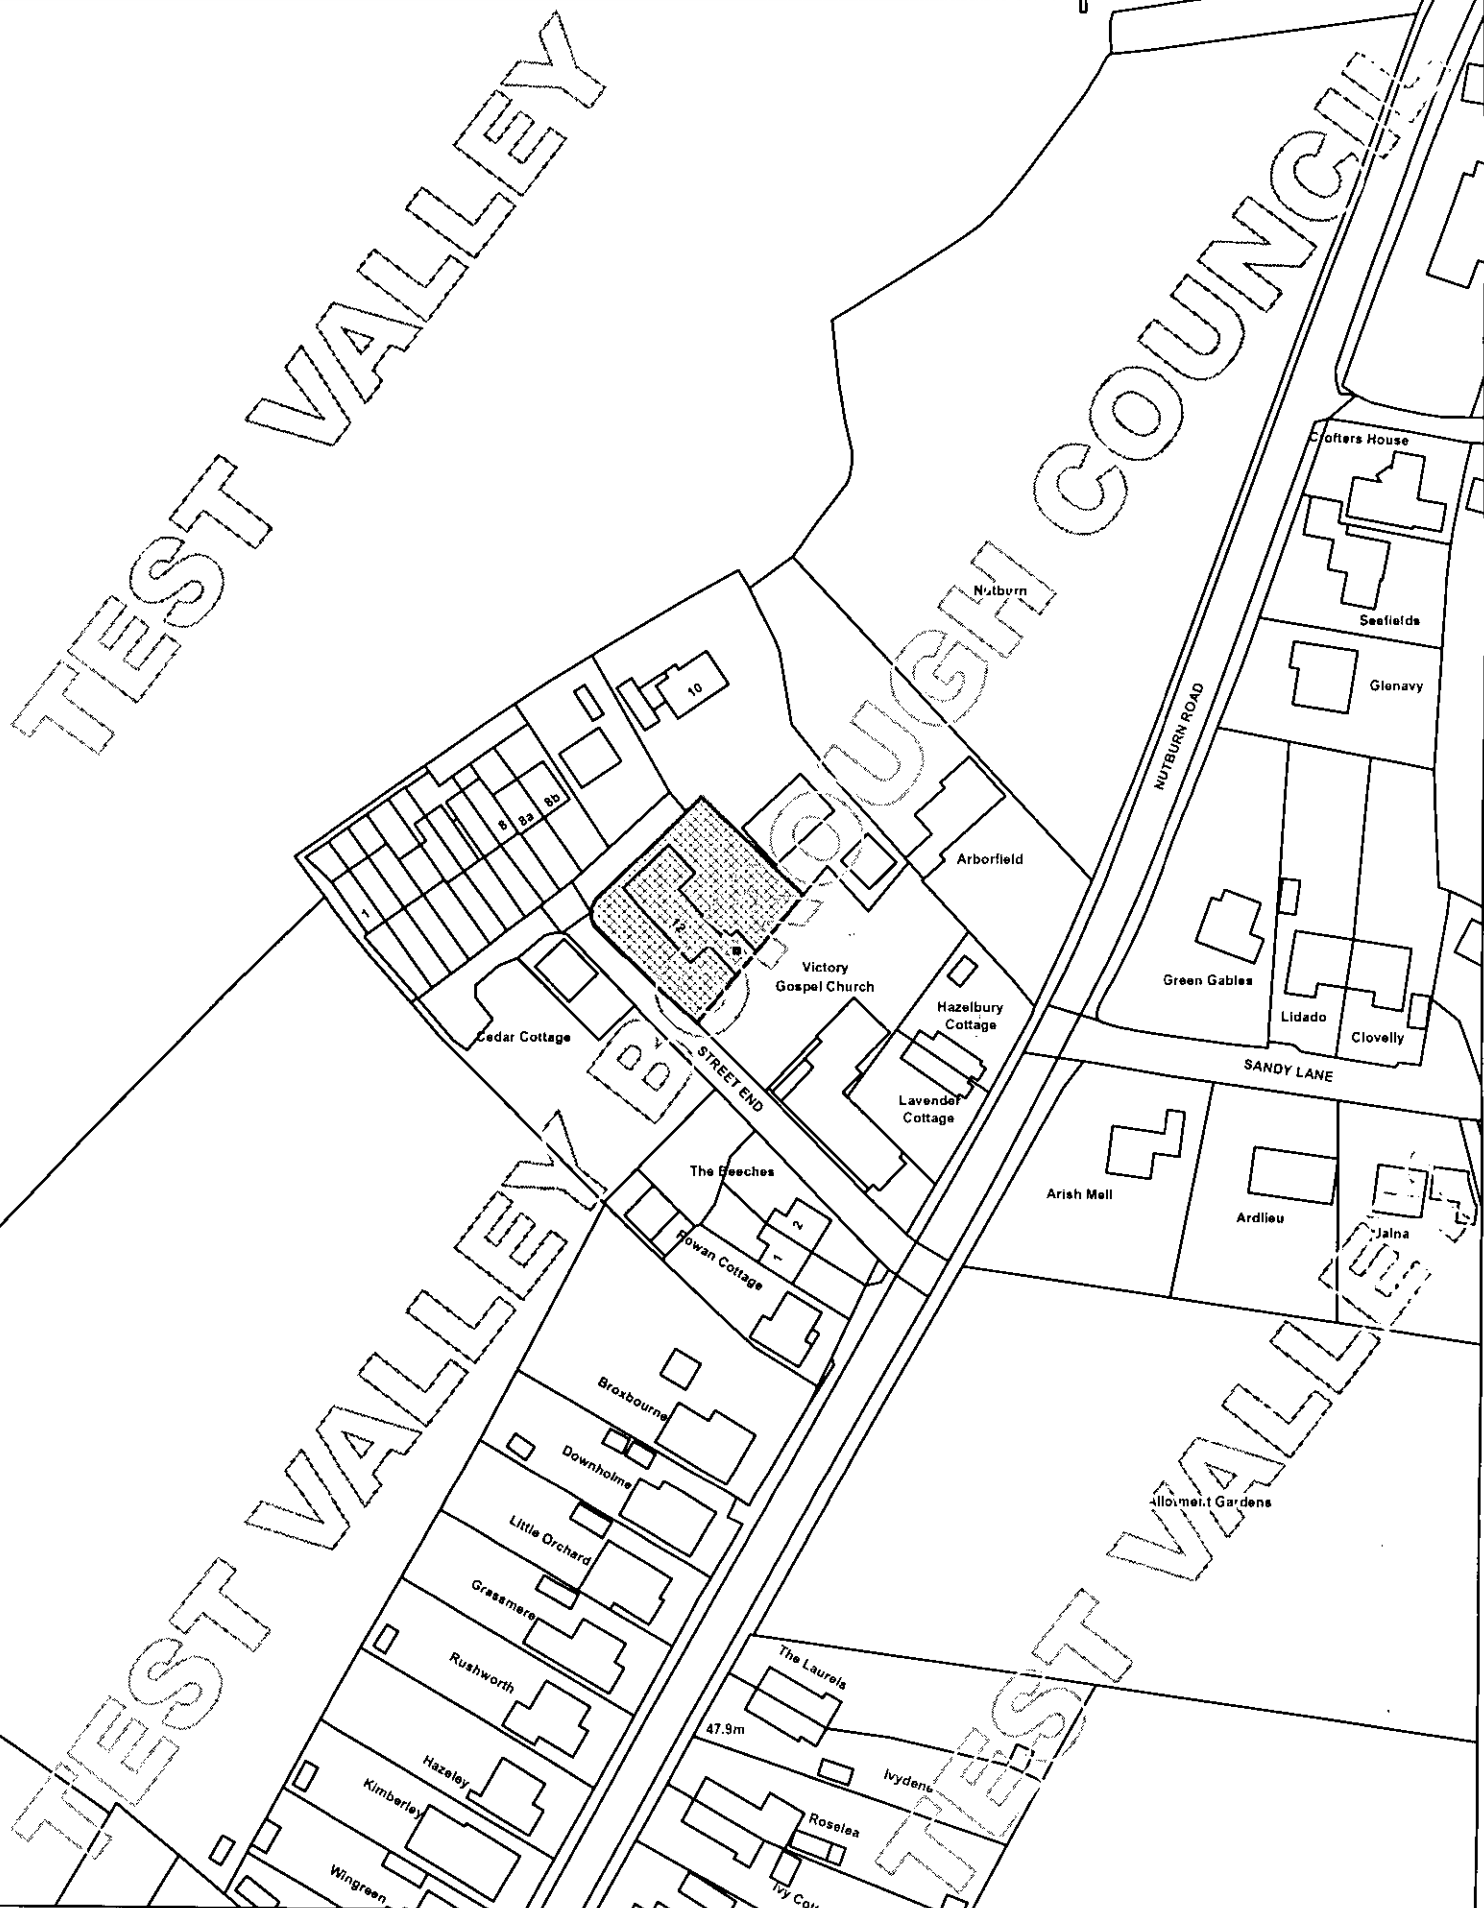 TEST VALLEY
TEST VALLEY BOROUGH COUNCIL
TEST VALLEY
Crofters House
Nutburn
Seefields
Glenavy
NUTBURN ROAD
10
8
8a
8b
1
12
Arborfield
Victory
Gospel Church
Hazelbury
Cottage
Green Gables
Lidado
Clovelly
Cedar Cottage
STREET END
SANDY LANE
Lavender
Cottage
The Beeches
Arish Mell
Ardlieu
Jalna
2
1
Rowan Cottage
Broxbourne
Downholme
Allotment Gardens
Little Orchard
Grassmere
The Laurels
Rushworth
47.9m
Hazeley
Ivydene
Kimberley
Roselea
Wingreen
Ivy Cott